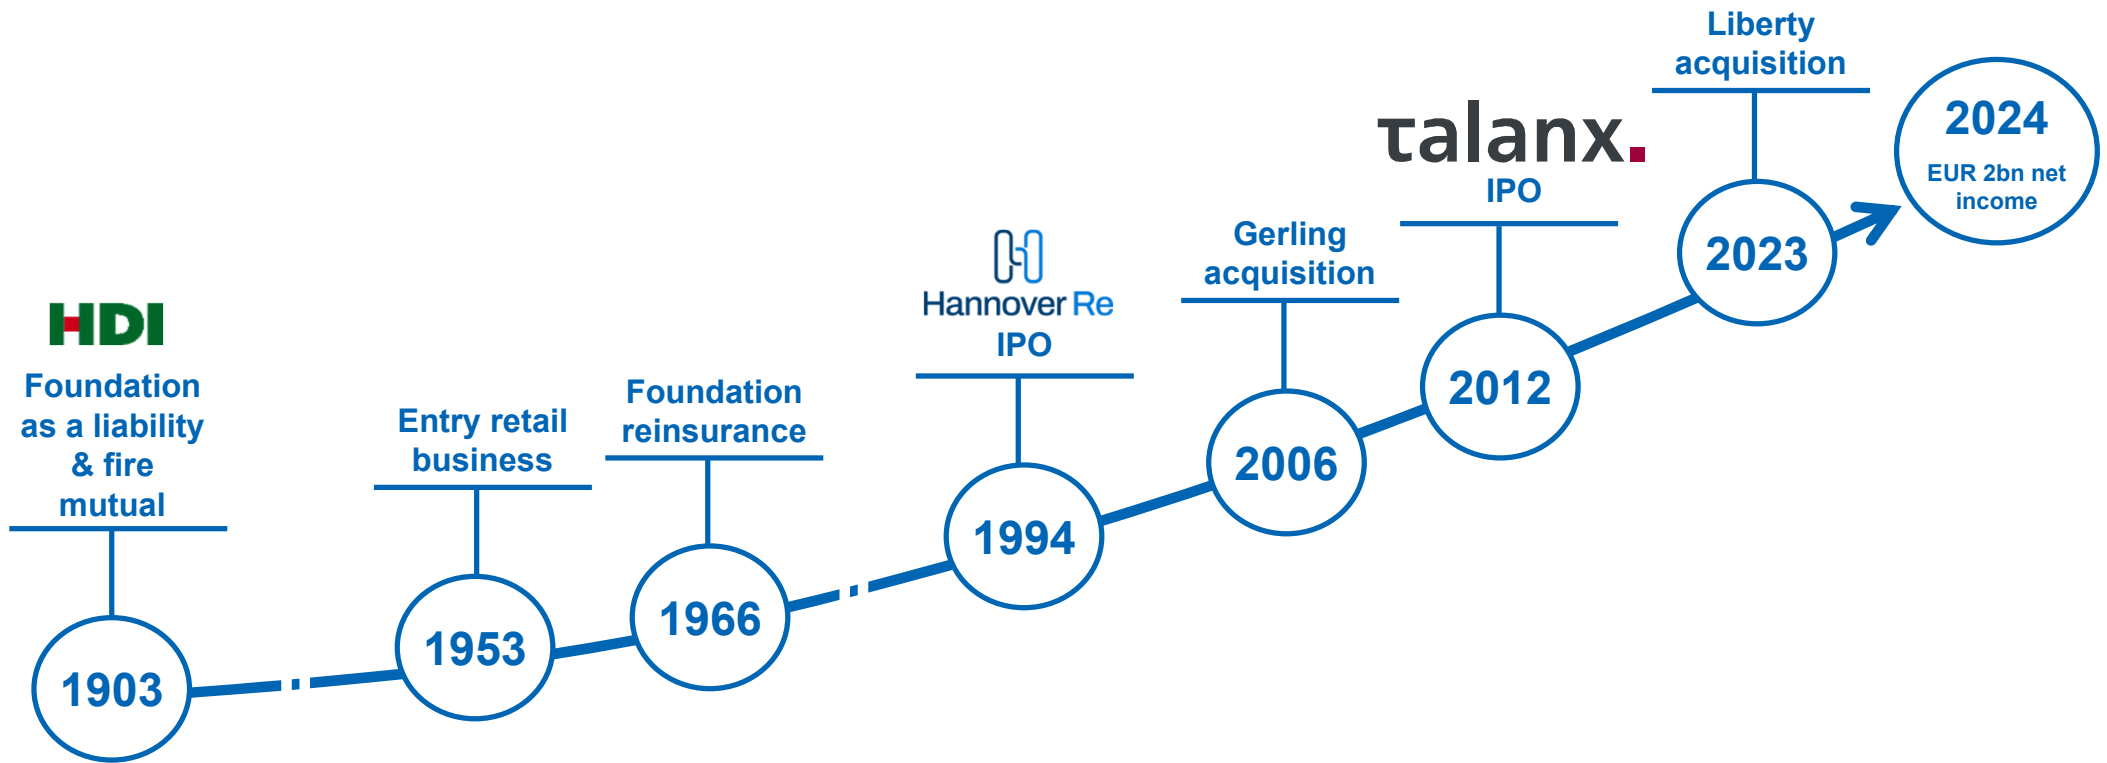 HDI
Foundation
as a liability
& fire
mutual
1903
Entry retail
business
1953
Foundation
reinsurance
1966
Hannover Re
IPO
1994
Gerling
acquisition
2006
talanx.
IPO
2012
Liberty
acquisition
2023
2024
EUR 2bn net
income